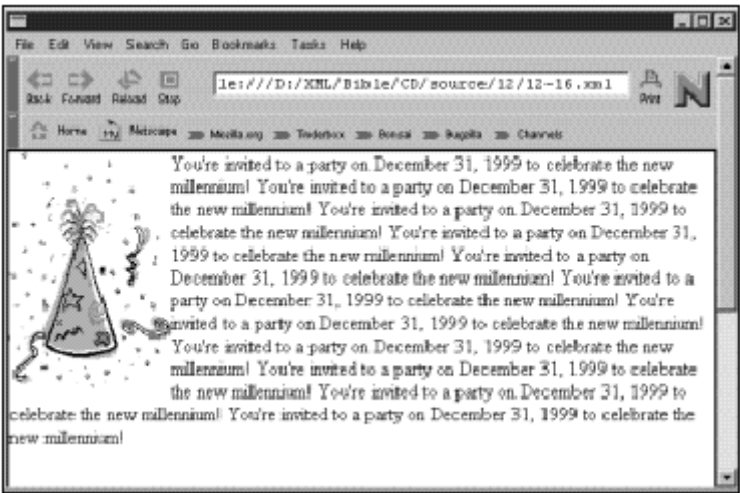 File Edit View Search Go Bookmarks Tasks Help
le:///D:/XML/Bible/CD/source/12/12-16.xml
Back Forward Reload Stop Print N
Home My Netscape Mozilla.org Tinderbox Bonsai Bugzilla Channels
You're invited to a party on December 31, 1999 to celebrate the new
millennium! You're invited to a party on December 31, 1999 to celebrate
the new millennium! You're invited to a party on December 31, 1999 to
celebrate the new millennium! You're invited to a party on December 31,
1999 to celebrate the new millennium! You're invited to a party on
December 31, 1999 to celebrate the new millennium! You're invited to a
party on December 31, 1999 to celebrate the new millennium! You're
invited to a party on December 31, 1999 to celebrate the new millennium!
You're invited to a party on December 31, 1999 to celebrate the new
millennium! You're invited to a party on December 31, 1999 to celebrate
the new millennium! You're invited to a party on December 31, 1999 to
celebrate the new millennium! You're invited to a party on December 31, 1999 to celebrate the
new millennium!